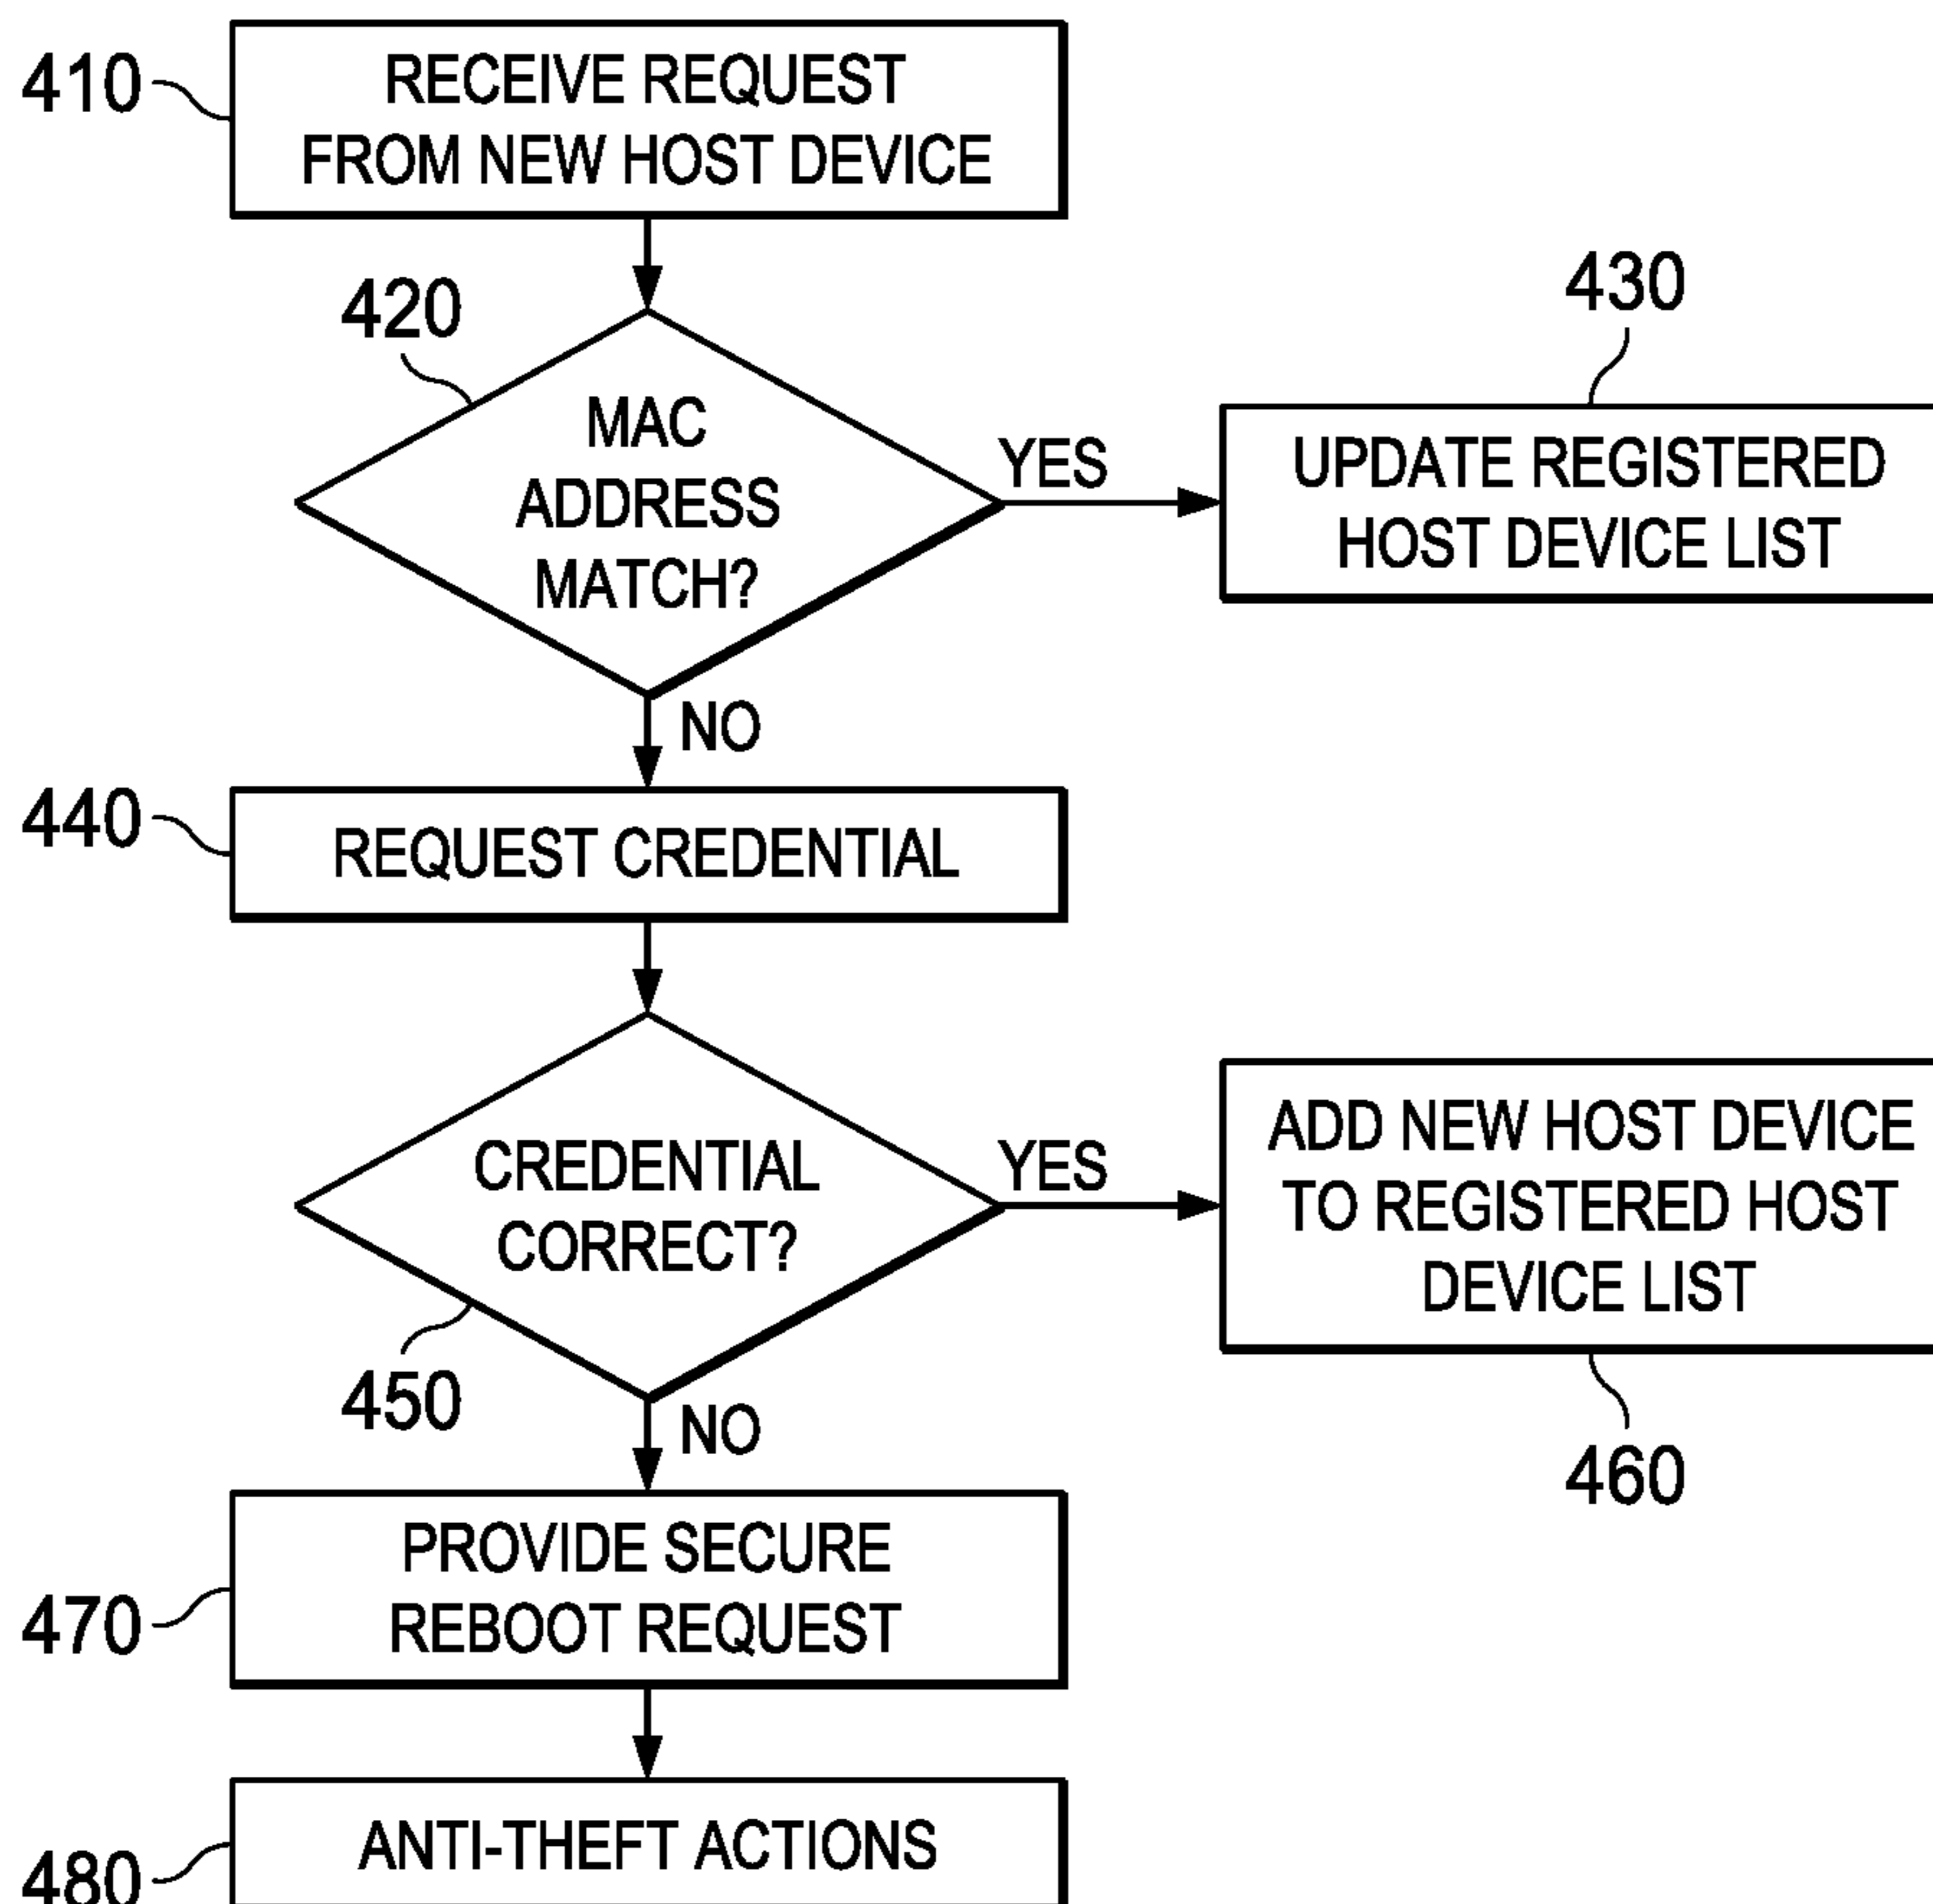 410
RECEIVE REQUEST
FROM NEW HOST DEVICE
420
MAC
ADDRESS
MATCH?
YES
430
UPDATE REGISTERED
HOST DEVICE LIST
NO
440
REQUEST CREDENTIAL
CREDENTIAL
CORRECT?
450
YES
ADD NEW HOST DEVICE
TO REGISTERED HOST
DEVICE LIST
460
NO
470
PROVIDE SECURE
REBOOT REQUEST
480
ANTI-THEFT ACTIONS